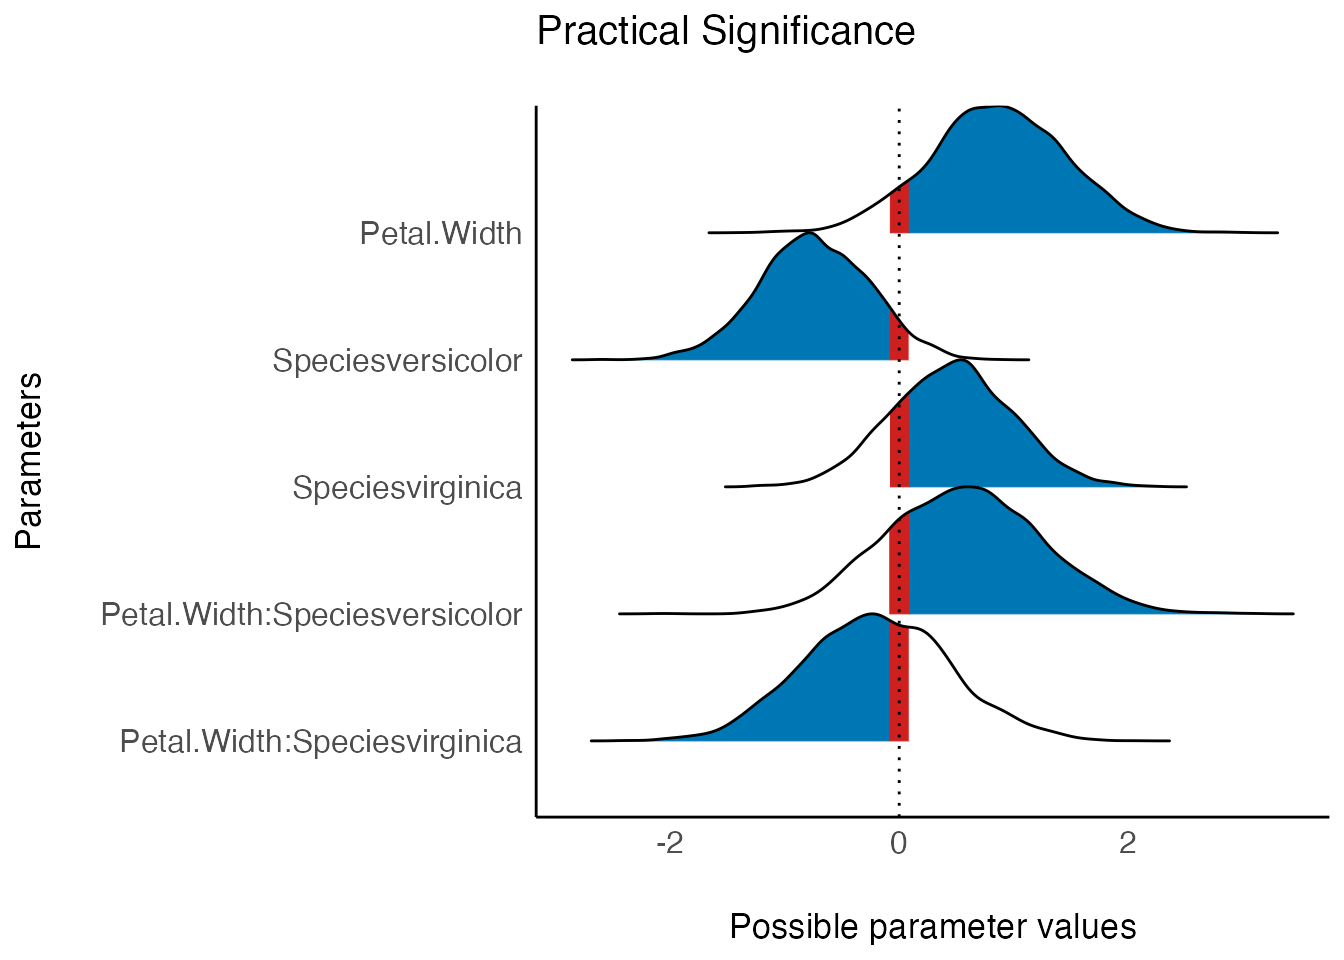 Practical Significance
Petal.Width
Speciesversicolor
Speciesvirginica
Petal.Width:Speciesversicolor
Petal.Width:Speciesvirginica
Parameters
-2 0 2
Possible parameter values